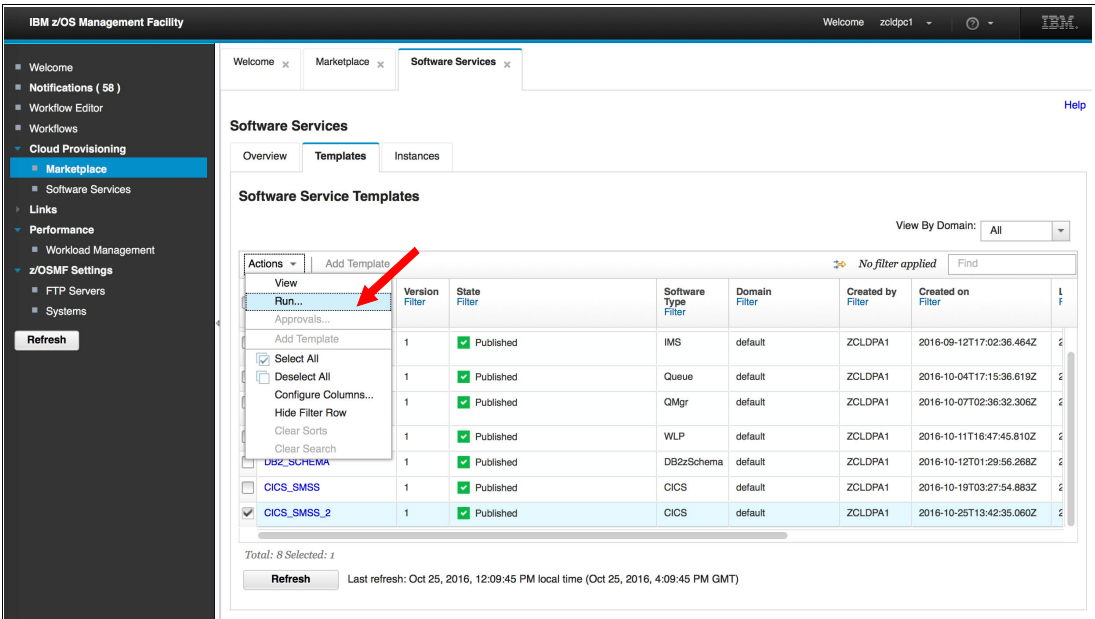 IBM z/OS Management Facility
Welcome zcldpc1
IBM.
Welcome
Notifications ( 58 )
Workflow Editor
Workflows
Cloud Provisioning
Marketplace
Software Services
Links
Performance
Workload Management
z/OSMF Settings
FTP Servers
Systems
Refresh
Welcome Marketplace Software Services
Help
Software Services
Overview Templates Instances
Software Service Templates
View By Domain: All
Actions Add Template No filter applied Find
View
Run...
Approvals...
Add Template
Select All
Deselect All
Configure Columns...
Hide Filter Row
Clear Sorts
Clear Search
Version State Software Type Domain Created by Created on L
Filter Filter Filter Filter Filter Filter F
1 Published IMS default ZCLDPA1 2016-09-12T17:02:36.464Z 2
1 Published Queue default ZCLDPA1 2016-10-04T17:15:36.619Z 2
1 Published QMgr default ZCLDPA1 2016-10-07T02:36:32.306Z 2
1 Published WLP default ZCLDPA1 2016-10-11T16:47:45.810Z 2
DB2_SCHEMA 1 Published DB2zSchema default ZCLDPA1 2016-10-12T01:29:56.268Z 2
CICS_SMSS 1 Published CICS default ZCLDPA1 2016-10-19T03:27:54.883Z 2
CICS_SMSS_2 1 Published CICS default ZCLDPA1 2016-10-25T13:42:35.060Z 2
Total: 8 Selected: 1
Refresh Last refresh: Oct 25, 2016, 12:09:45 PM local time (Oct 25, 2016, 4:09:45 PM GMT)